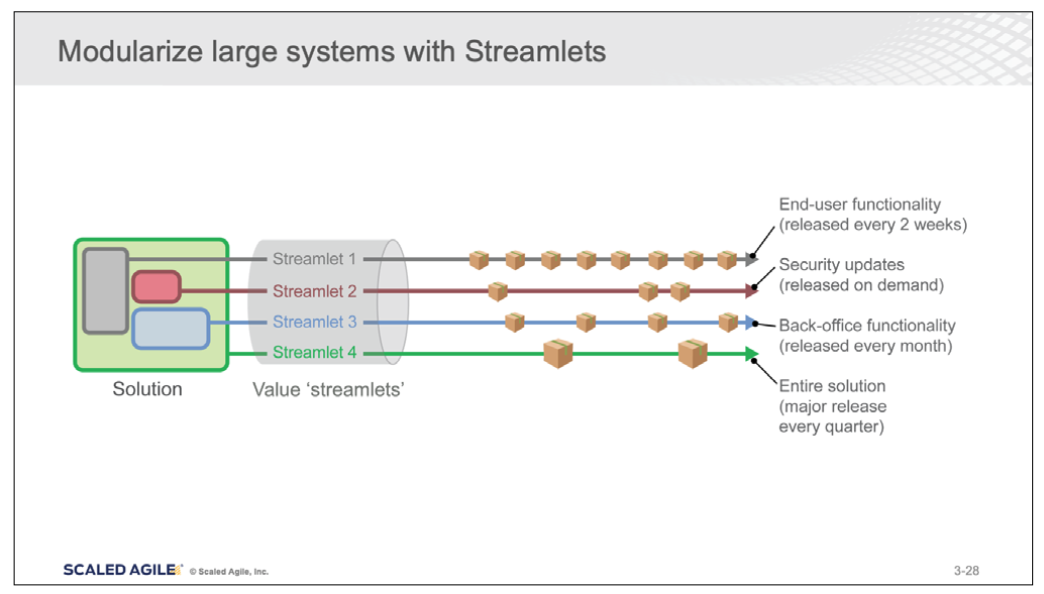 Modularize large systems with Streamlets
End-user functionality
(released every 2 weeks)
Streamlet 1
Security updates
(released on demand)
Streamlet 2
Streamlet 3
Back-office functionality
(released every month)
Streamlet 4
Entire solution
(major release
every quarter)
Solution
Value ‘streamlets’
SCALED AGILE® © Scaled Agile, Inc.
3-28